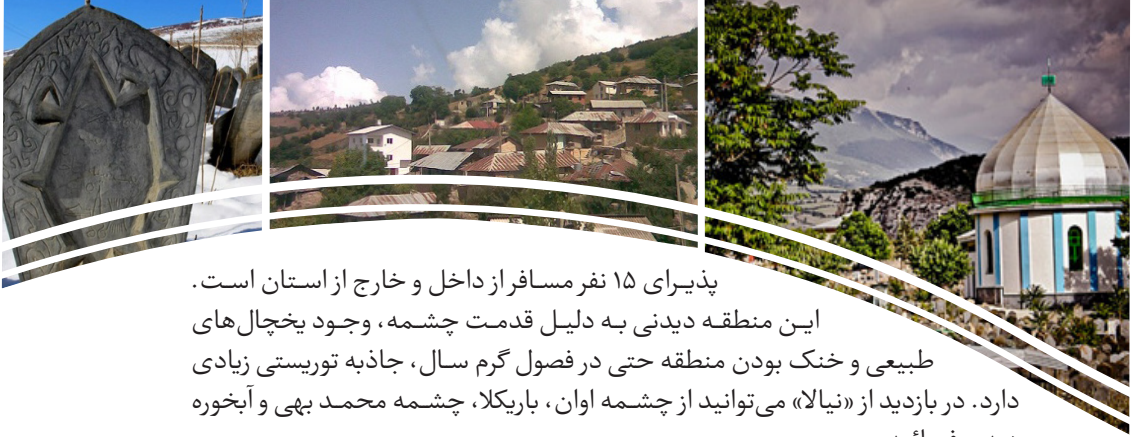 پذیرای ۱۵ نفر مسافر از داخل و خارج از استان است.
این منطقه دیدنی به دلیل قدمت چشمه، وجود یخچال‌های
طبیعی و خنک بودن منطقه حتی در فصول گرم سال، جاذبه توریستی زیادی
دارد. در بازدید از «نیالا» می‌توانید از چشمه اوان، باریکلا، چشمه محمد بهی و آبخوره